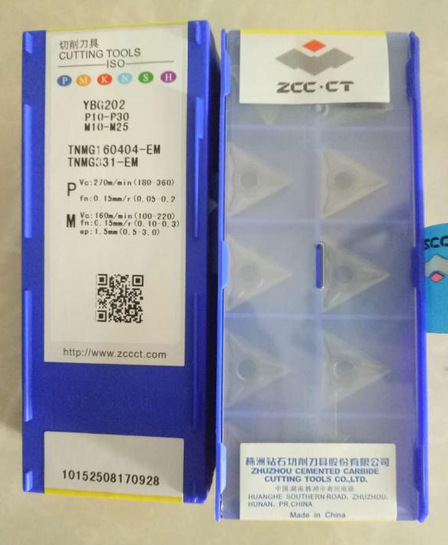 切削刀具
CUTTING TOOLS
ISO
P M K N S H
YBG202
P10-P30
M10-M25
TNMG160404-EM
TNMG331-EM
P Vc:270m/min(180-360)
fn:0.15mm/r(0.05-0.2
M Vc:160m/min(100-220)
fn:0.15mm/r(0.10-0.3)
ap:1.5mm(0.5-3.0)
http://www.zccct.com
10152508170928
ZCC·CT
株洲钻石切削刀具股份有限公司
ZHUZHOU CEMENTED CARBIDE
CUTTING TOOLS CO.,LTD.
HUANGHE SOUTHERN ROAD, ZHUZHOU,
HUNAN, PR.CHINA
Made in China
ZCC